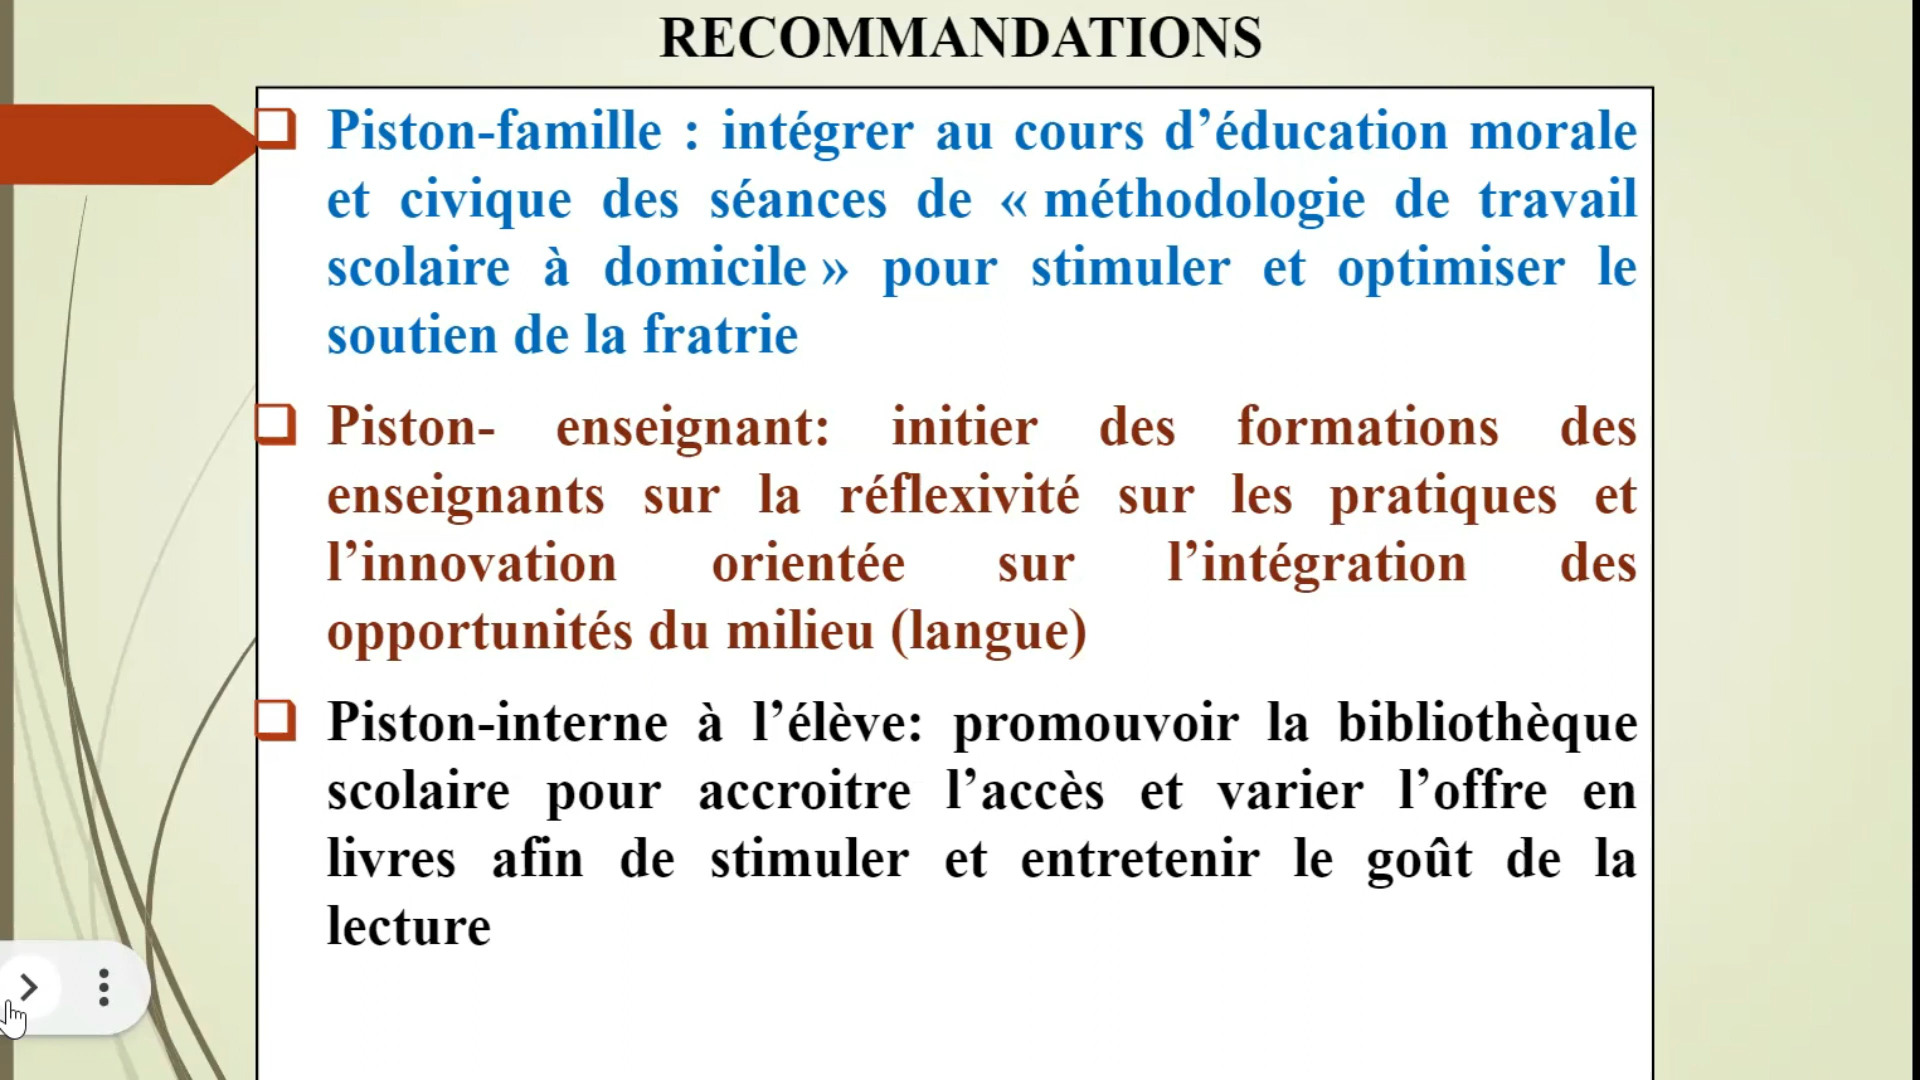 RECOMMANDATIONS
Piston-famille : intégrer au cours d’éducation morale
et civique des séances de « méthodologie de travail
scolaire à domicile » pour stimuler et optimiser le
soutien de la fratrie
Piston- enseignant: initier des formations des
enseignants sur la réflexivité sur les pratiques et
l’innovation orientée sur l’intégration des
opportunités du milieu (langue)
Piston-interne à l’élève: promouvoir la bibliothèque
scolaire pour accroitre l’accès et varier l’offre en
livres afin de stimuler et entretenir le goût de la
lecture